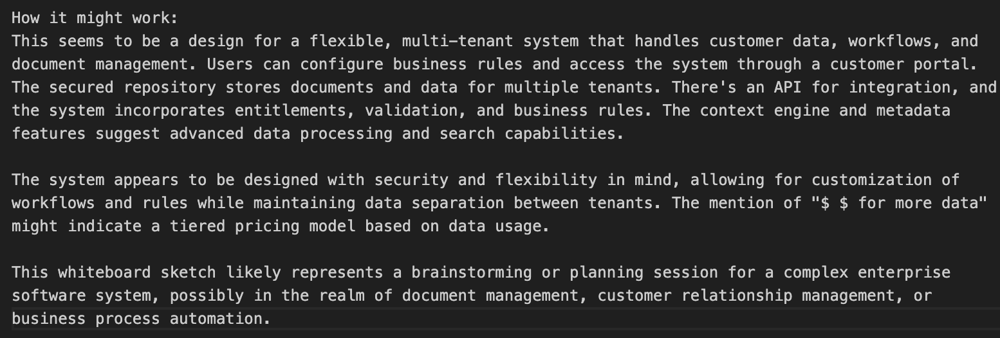 How it might work:
This seems to be a design for a flexible, multi-tenant system that handles customer data, workflows, and
document management. Users can configure business rules and access the system through a customer portal.
The secured repository stores documents and data for multiple tenants. There's an API for integration, and
the system incorporates entitlements, validation, and business rules. The context engine and metadata
features suggest advanced data processing and search capabilities.
The system appears to be designed with security and flexibility in mind, allowing for customization of
workflows and rules while maintaining data separation between tenants. The mention of "$ $ for more data"
might indicate a tiered pricing model based on data usage.
This whiteboard sketch likely represents a brainstorming or planning session for a complex enterprise
software system, possibly in the realm of document management, customer relationship management, or
business process automation.